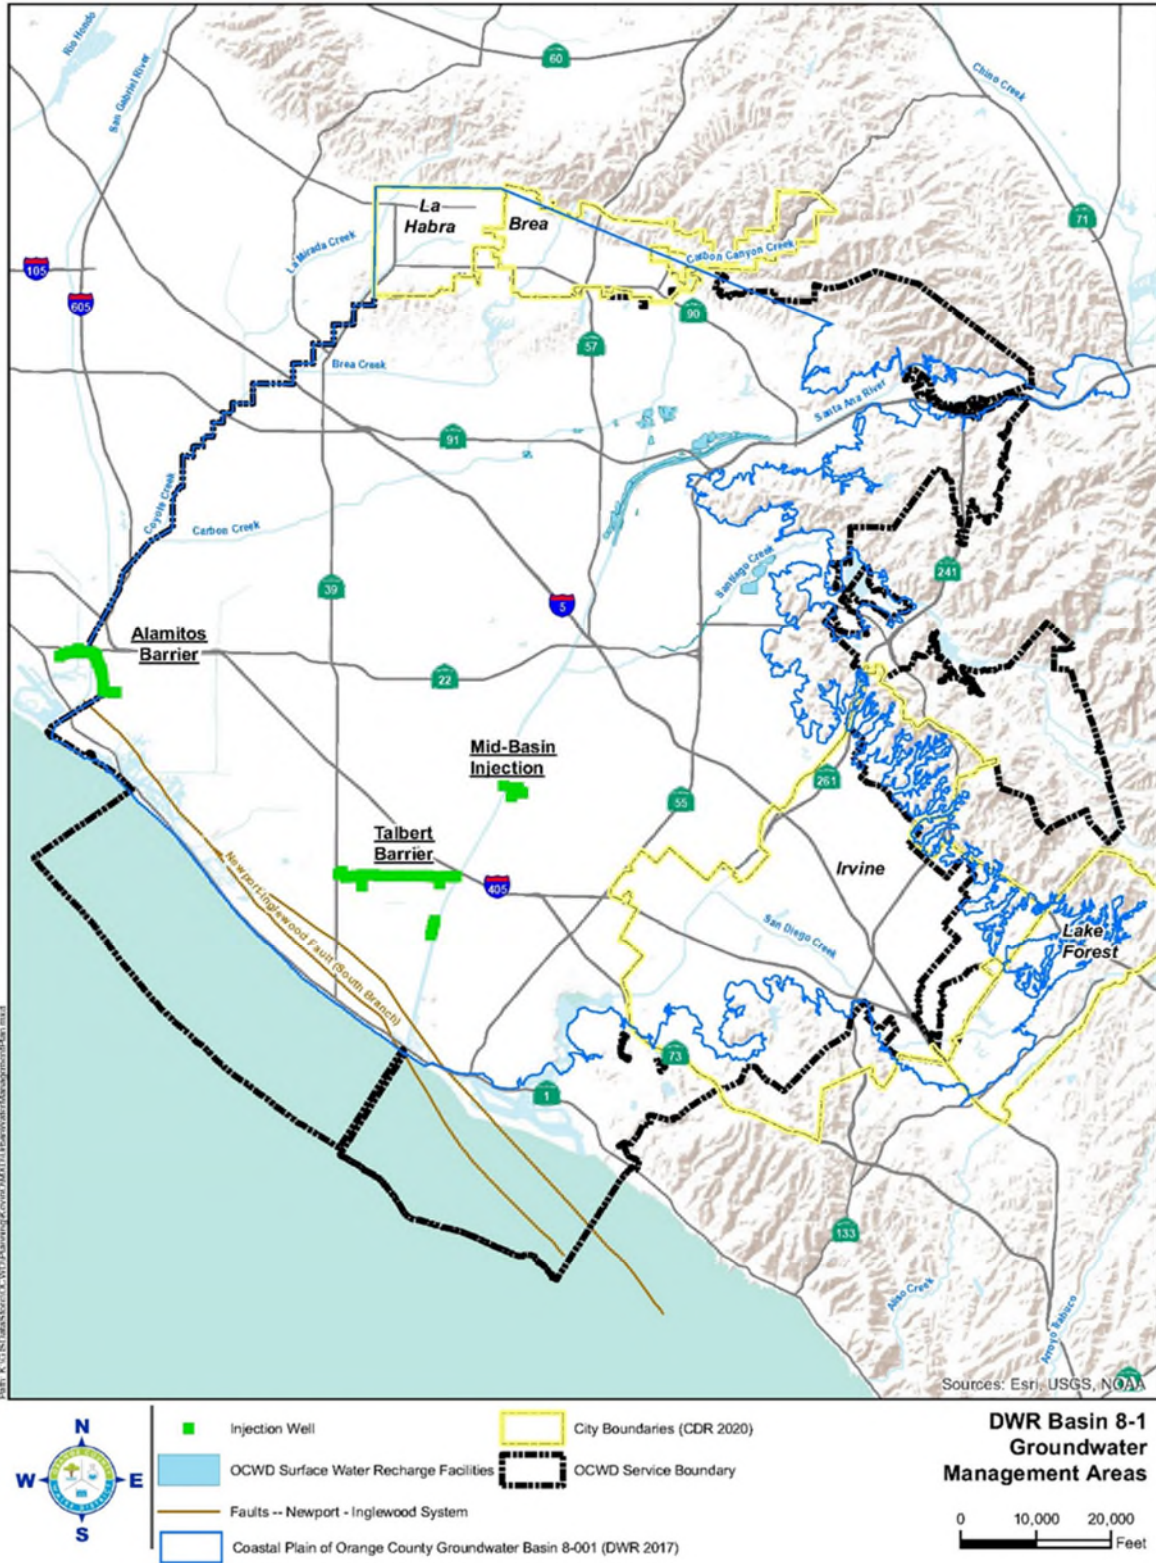 Rio Hondo
San Gabriel River
60
Chino Creek
71
La
Habra
Brea
La Mirada Creek
Carbon Canyon Creek
105
605
90
57
Brea Creek
Santa Ana River
91
Coyote Creek
Carbon Creek
Santiago Creek
241
39
5
Alamitos
Barrier
22
Mid-Basin
Injection
261
55
Talbert
Barrier
405
Irvine
Newport-Inglewood Fault (South Branch)
San Diego Creek
Lake
Forest
73
1
133
Aliso Creek
Arroyo Trabuco
Sources: Esri, USGS, NOAA
N
W
E
S
ORANGE COUNTY
WATER DISTRICT
Injection Well
OCWD Surface Water Recharge Facilities
Faults -- Newport - Inglewood System
Coastal Plain of Orange County Groundwater Basin 8-001 (DWR 2017)
City Boundaries (CDR 2020)
OCWD Service Boundary
DWR Basin 8-1
Groundwater
Management Areas
0 10,000 20,000
Feet